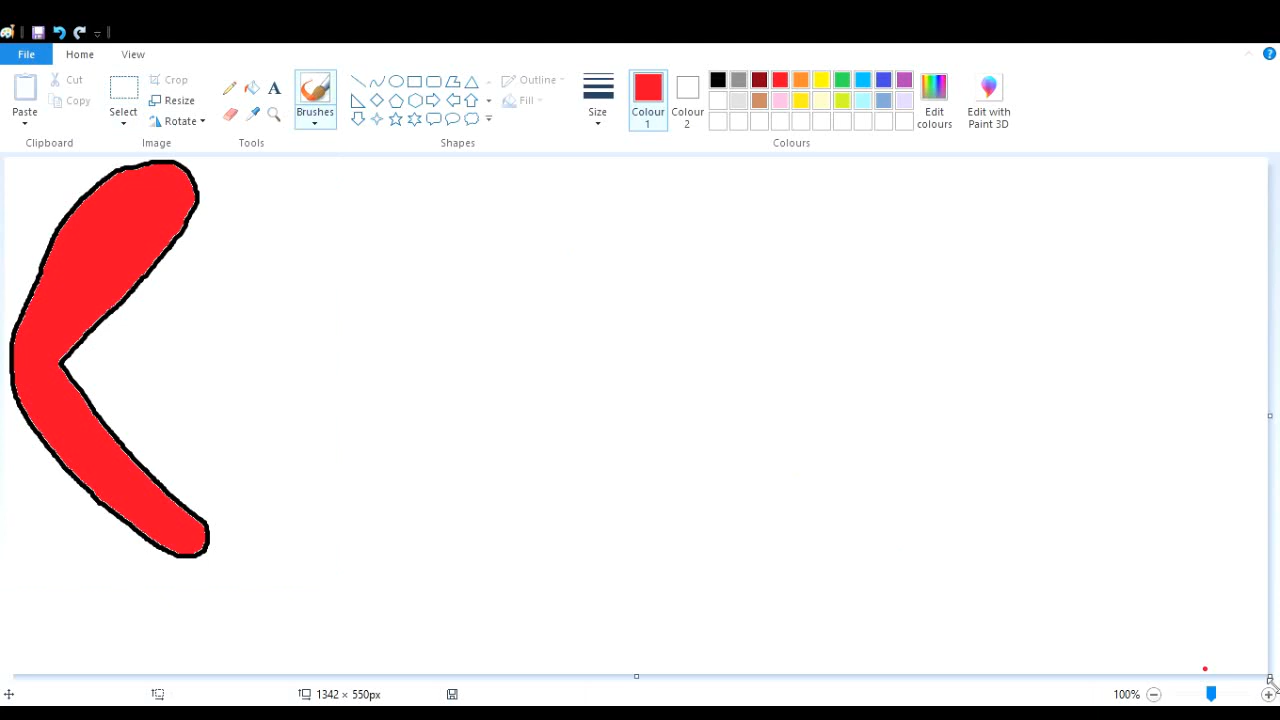 File Home View
Paste Cut Copy Select Crop Resize Rotate Brushes Outline Fill Size Colour 1 Colour 2 Edit colours Edit with Paint 3D
Clipboard Image Tools Shapes Colours
1342 × 550px 100%